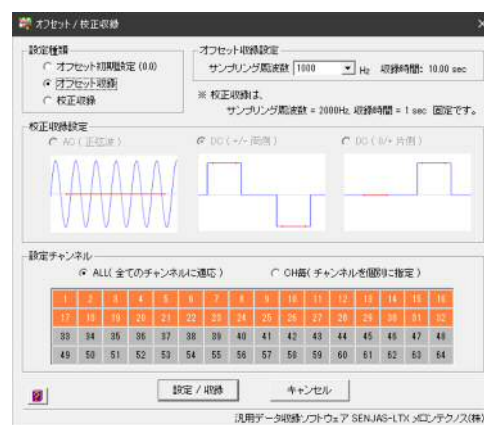 オフセット / 校正収録
設定種類
オフセット初期設定 (0.0)
オフセット収録
校正収録
オフセット収録設定
サンプリング周波数 1000 Hz 収録時間: 10.00 sec
※ 校正収録は、
サンプリング周波数 = 2000Hz, 収録時間 = 1 sec 固定です。
校正収録設定
AC ( 正弦波 )
DC ( +/- 両側 )
DC ( 0/+ 片側 )
設定チャンネル
ALL( 全てのチャンネルに適応 )
CH毎( チャンネルを個別に指定 )
1 2 3 4 5 6 7 8 9 10 11 12 13 14 15 16
17 18 19 20 21 22 23 24 25 26 27 28 29 30 31 32
33 34 35 36 37 38 39 40 41 42 43 44 45 46 47 48
49 50 51 52 53 54 55 56 57 58 59 60 61 62 63 64
設定 / 収録
キャンセル
汎用データ収録ソフトウェア SENJAS-LTX メロンテクノス(株)